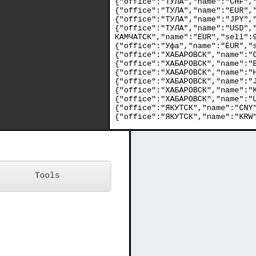 {"office":"ТУЛА","name":"CHF",
{"office":"ТУЛА","name":"EUR",
{"office":"ТУЛА","name":"JPY",
{"office":"ТУЛА","name":"USD",
КАМЧАТСК","name":"EUR","sell":
{"office":"Уфа","name":"EUR","s
{"office":"ХАБАРОВСК","name":"
{"office":"ХАБАРОВСК","name":"
{"office":"ХАБАРОВСК","name":"
{"office":"ХАБАРОВСК","name":"
{"office":"ХАБАРОВСК","name":"
{"office":"ХАБАРОВСК","name":"
{"office":"ЯКУТСК","name":"CNY"
{"office":"ЯКУТСК","name":"KRW"
Tools